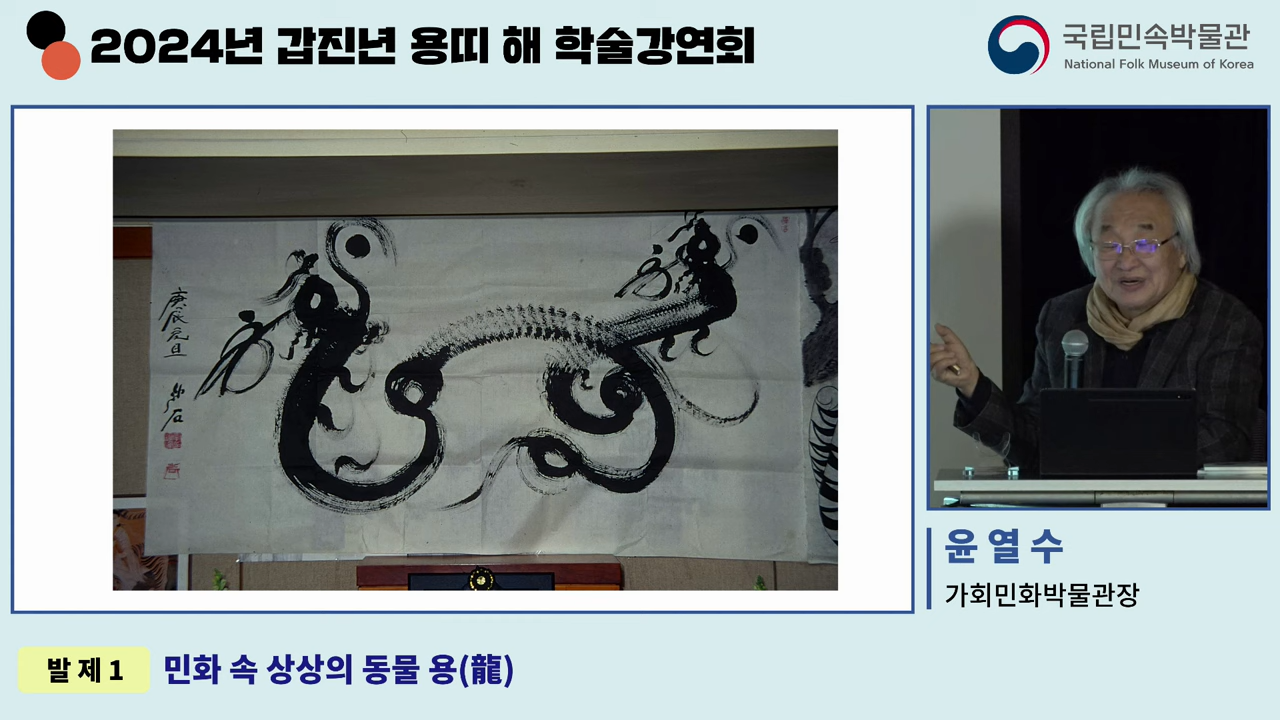 2024년 갑진년 용띠 해 학술강연회
국립민속박물관
National Folk Museum of Korea
庚辰元旦
윤열수
가회민화박물관장
발제1
민화 속 상상의 동물 용(龍)